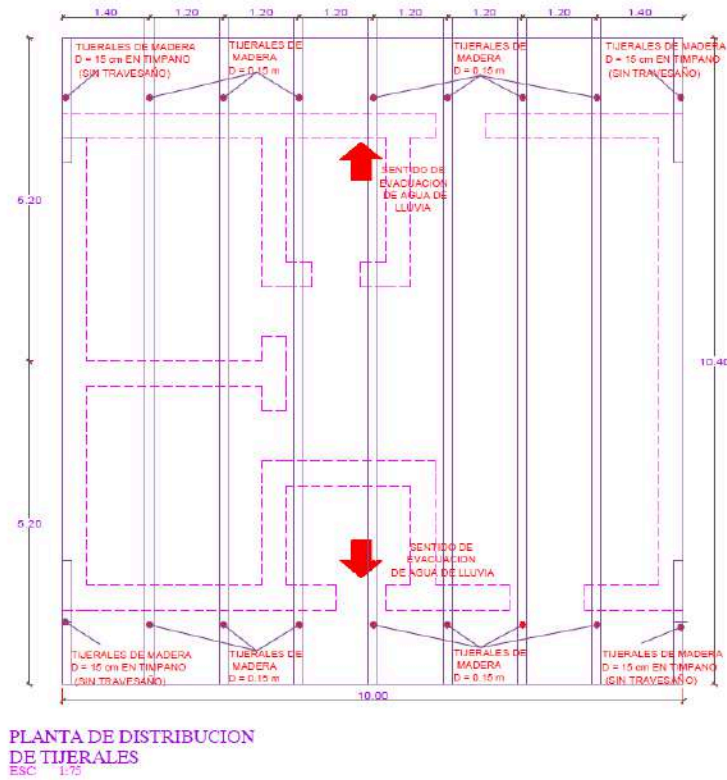 1.40 1.20 1.20 1.20 1.20 1.20 1.20 1.40
TIJERALES DE MADERA
D = 15 cm EN TIMPANO
(SIN TRAVESAÑO)
TIJERALES DE
MADERA
D = 0.15 m
TIJERALES DE
MADERA
D = 0.15 m
TIJERALES DE MADERA
D = 15 cm EN TIMPANO
(SIN TRAVESAÑO)
SENTIDO DE
EVACUACION
DE AGUA DE
LLUVIA
5.20
10.40
5.20
SENTIDO DE
EVACUACION
DE AGUA DE LLUVIA
TIJERALES DE MADERA
D = 15 cm EN TIMPANO
(SIN TRAVESAÑO)
TIJERALES DE
MADERA
D = 0.15 m
TIJERALES DE
MADERA
D = 0.15 m
TIJERALES DE MADERA
D = 15 cm EN TIMPANO
(SIN TRAVESAÑO)
10.00
PLANTA DE DISTRIBUCION
DE TIJERALES
ESC 1:75